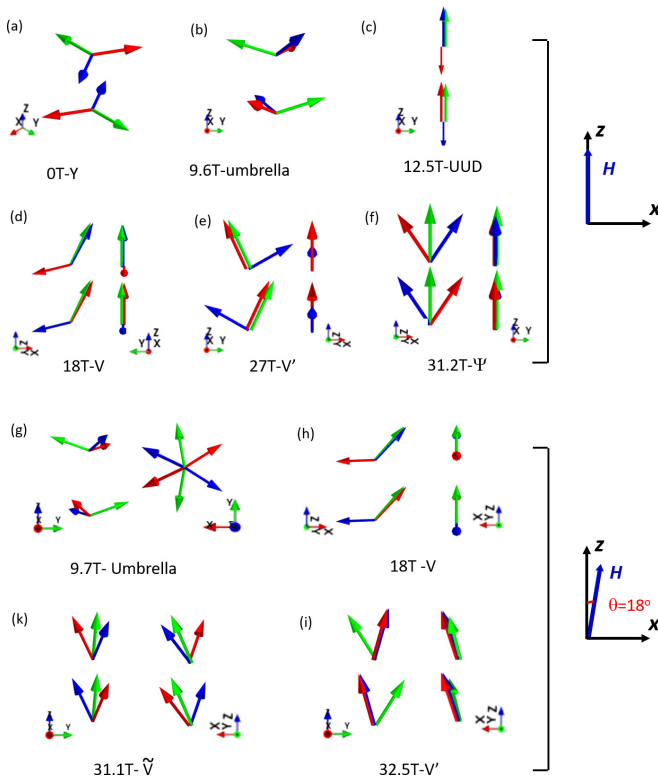 (a)
(b)
(c)
Z
X
Y
Z
X
Y
Z
X
Y
0T-Y
9.6T-umbrella
12.5T-UUD
z
H
x
(d)
(e)
(f)
Z
X
Y
Z
Y
X
Z
X
Y
Z
X
Y
Z
X
Y
Z
X
Y
18T-V
27T-V’
31.2T-Ψ
(g)
(h)
Z
X
Y
Y
X
Z
X
Y
X
Y
Z
9.7T- Umbrella
18T -V
z
H
θ=18°
x
(k)
(i)
Z
X
Y
X
Y
Z
Z
X
Y
X
Y
Z
31.1T- Ṽ
32.5T-V’